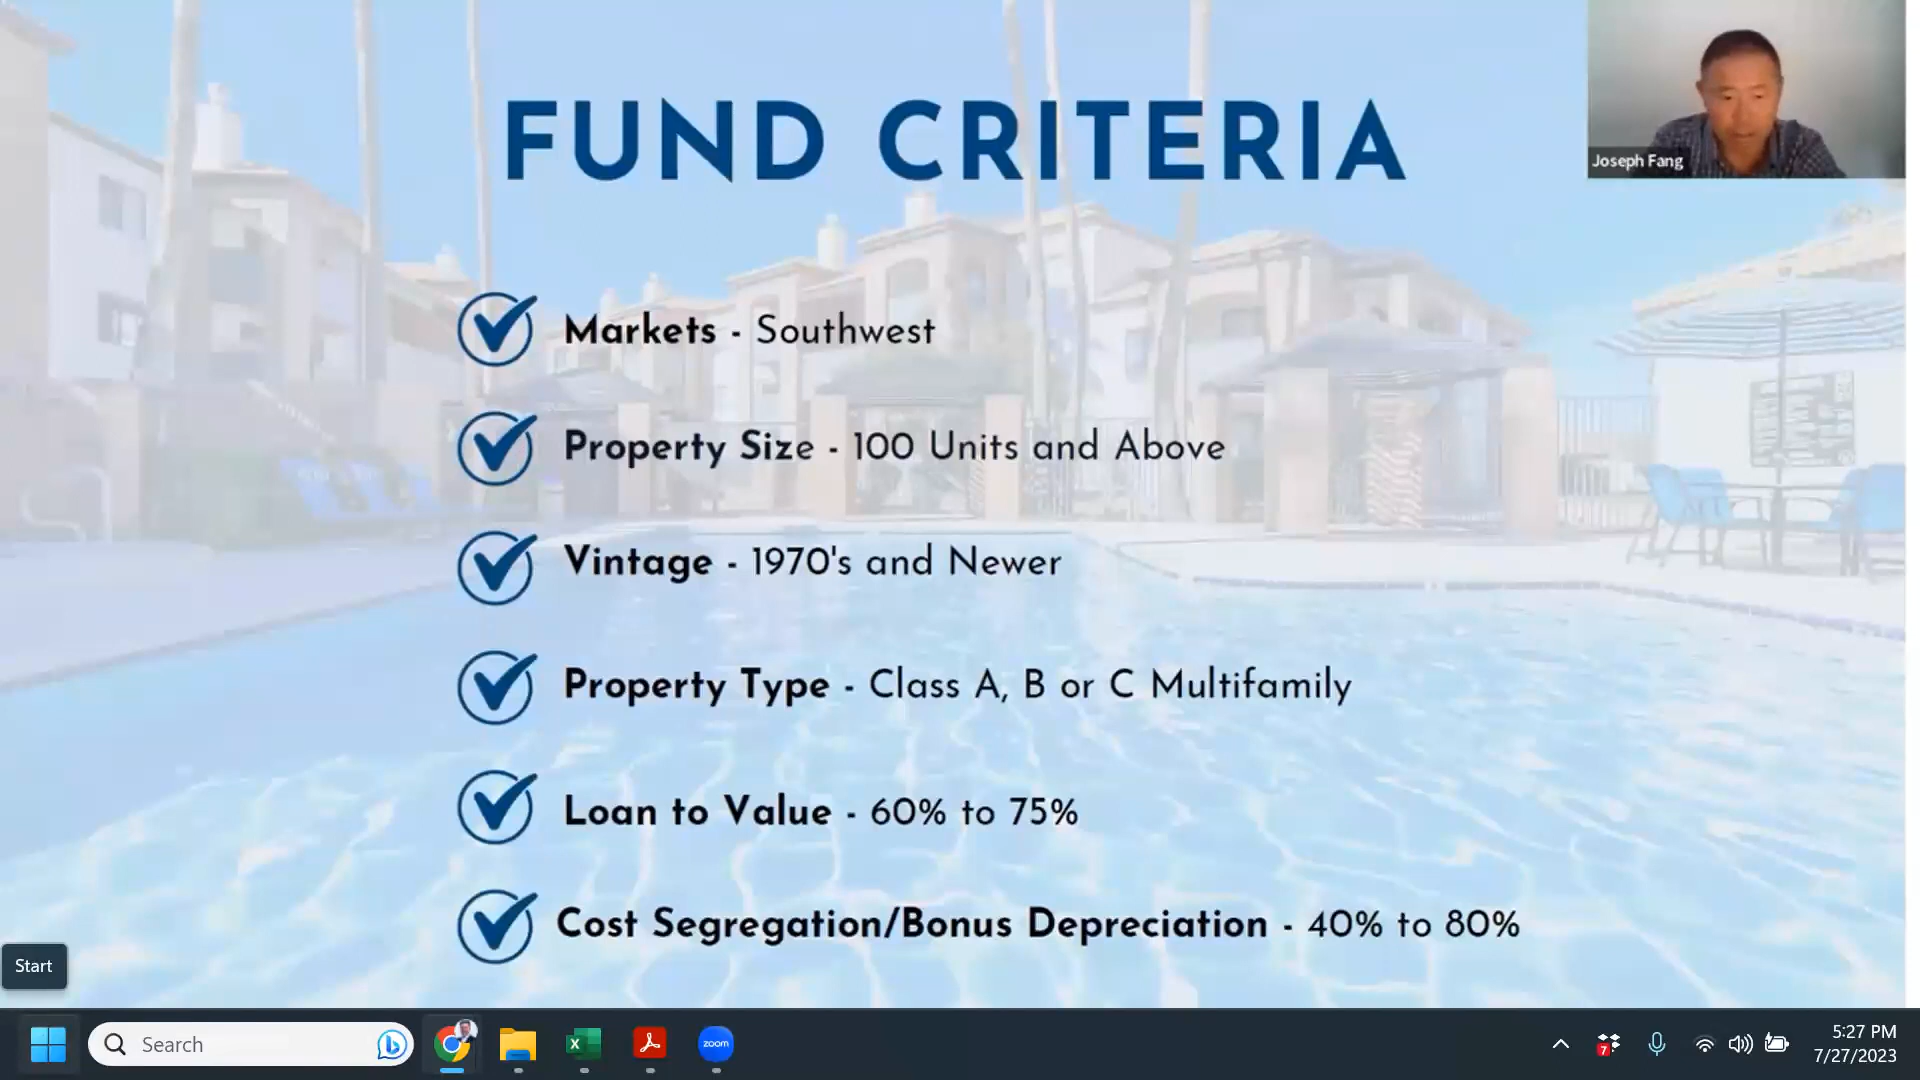 FUND CRITERIA
Joseph Fang
Markets - Southwest
Property Size - 100 Units and Above
Vintage - 1970's and Newer
Property Type - Class A, B or C Multifamily
Loan to Value - 60% to 75%
Cost Segregation/Bonus Depreciation - 40% to 80%
Start
Search
zoom
7
5:27 PM
7/27/2023